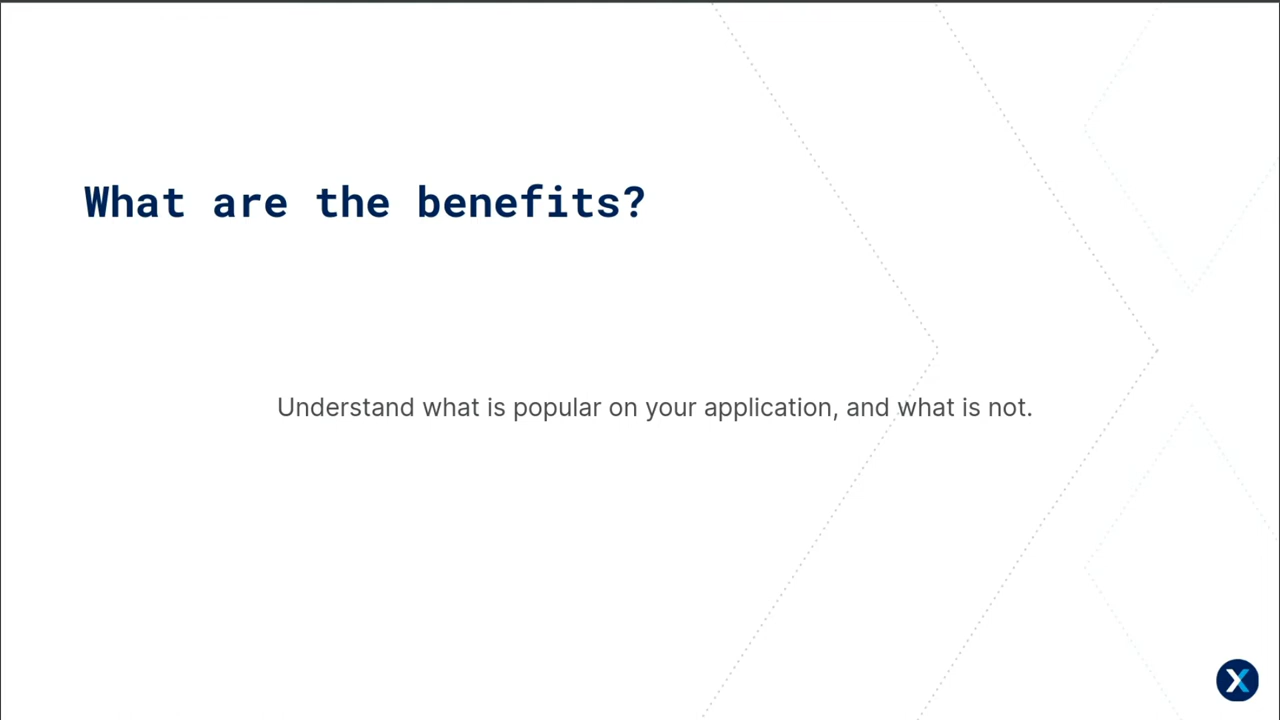 What are the benefits?
Understand what is popular on your application, and what is not.
X